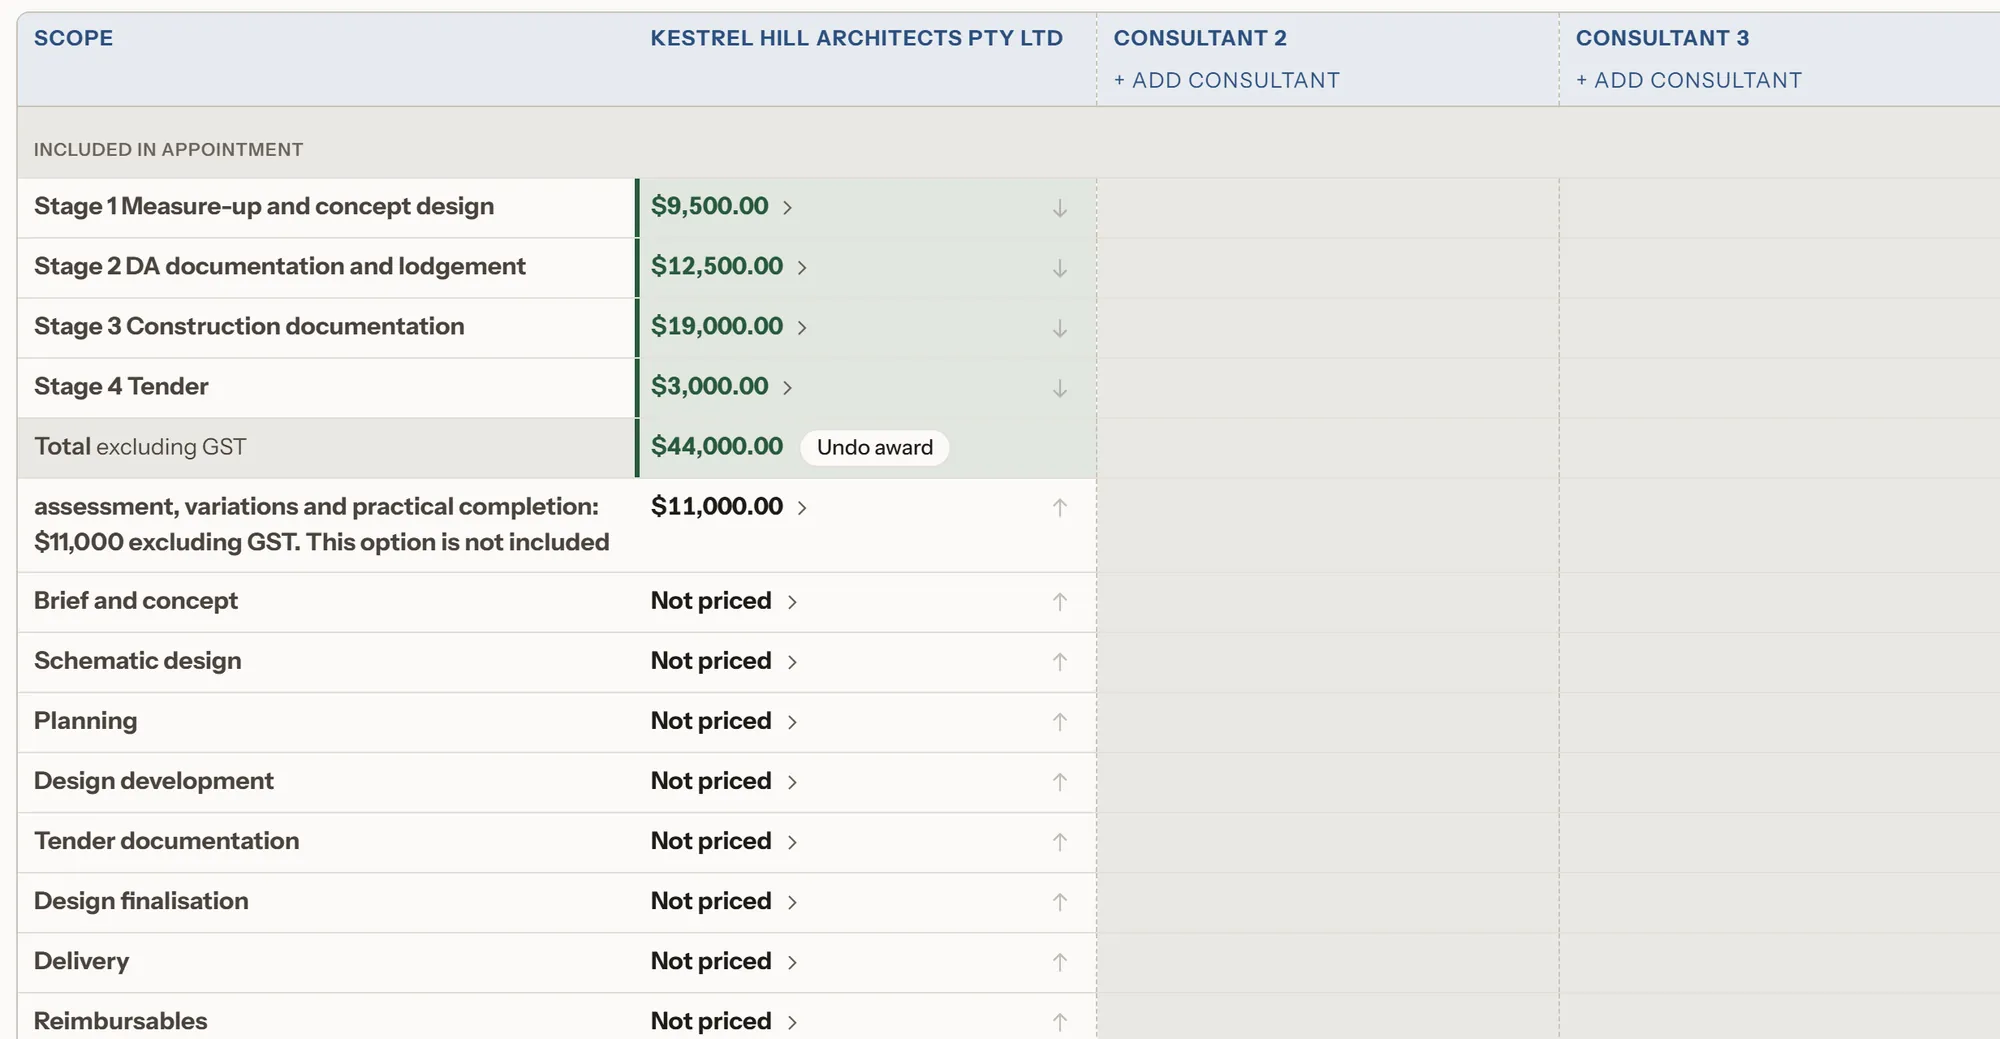 SCOPE KESTREL HILL ARCHITECTS PTY LTD CONSULTANT 2 CONSULTANT 3
+ ADD CONSULTANT + ADD CONSULTANT
INCLUDED IN APPOINTMENT
Stage 1 Measure-up and concept design $9,500.00
Stage 2 DA documentation and lodgement $12,500.00
Stage 3 Construction documentation $19,000.00
Stage 4 Tender $3,000.00
Total excluding GST $44,000.00 Undo award
assessment, variations and practical completion: $11,000.00
$11,000 excluding GST. This option is not included
Brief and concept Not priced
Schematic design Not priced
Planning Not priced
Design development Not priced
Tender documentation Not priced
Design finalisation Not priced
Delivery Not priced
Reimbursables Not priced